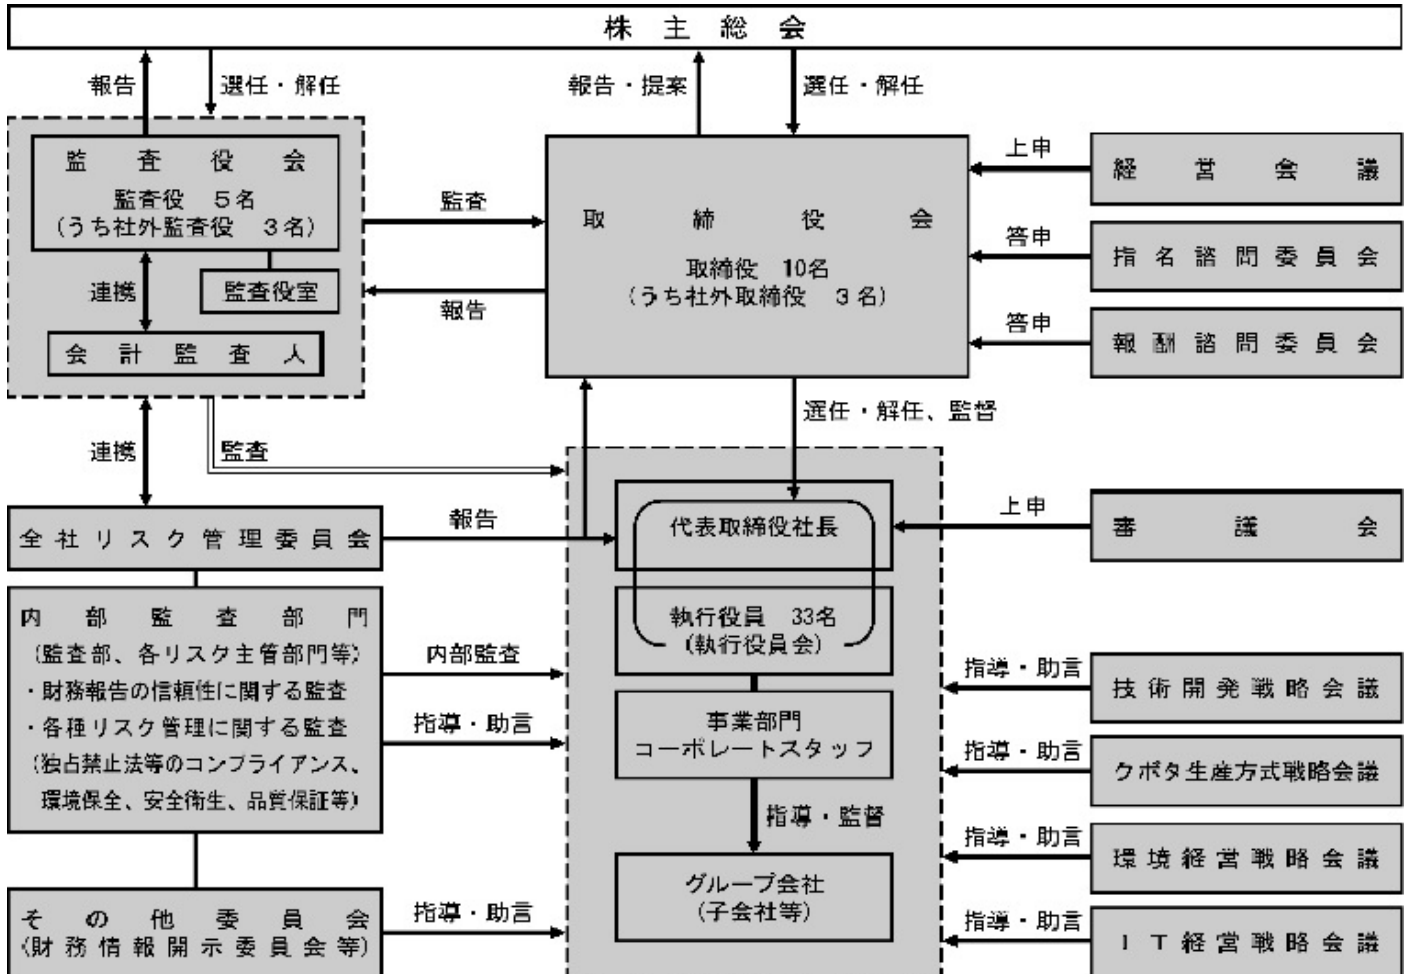 株主総会
報告
選任・解任
報告・提案
選任・解任
監査役会
監査役 5名
(うち社外監査役 3名)
連携
監査役室
会計監査人
監査
報告
取締役会
取締役 10名
(うち社外取締役 3名)
上申
経営会議
答申
指名諮問委員会
答申
報酬諮問委員会
選任・解任、監督
連携
監査
全社リスク管理委員会
報告
代表取締役社長
上申
審議会
執行役員 33名
(執行役員会)
内部監査部門
(監査部、各リスク主管部門等)
・財務報告の信頼性に関する監査
・各種リスク管理に関する監査
(独占禁止法等のコンプライアンス、
環境保全、安全衛生、品質保証等)
内部監査
指導・助言
事業部門
コーポレートスタッフ
指導・監督
グループ会社
(子会社等)
指導・助言
技術開発戦略会議
指導・助言
クボタ生産方式戦略会議
指導・助言
環境経営戦略会議
指導・助言
IT経営戦略会議
その他委員会
(財務情報開示委員会等)
指導・助言